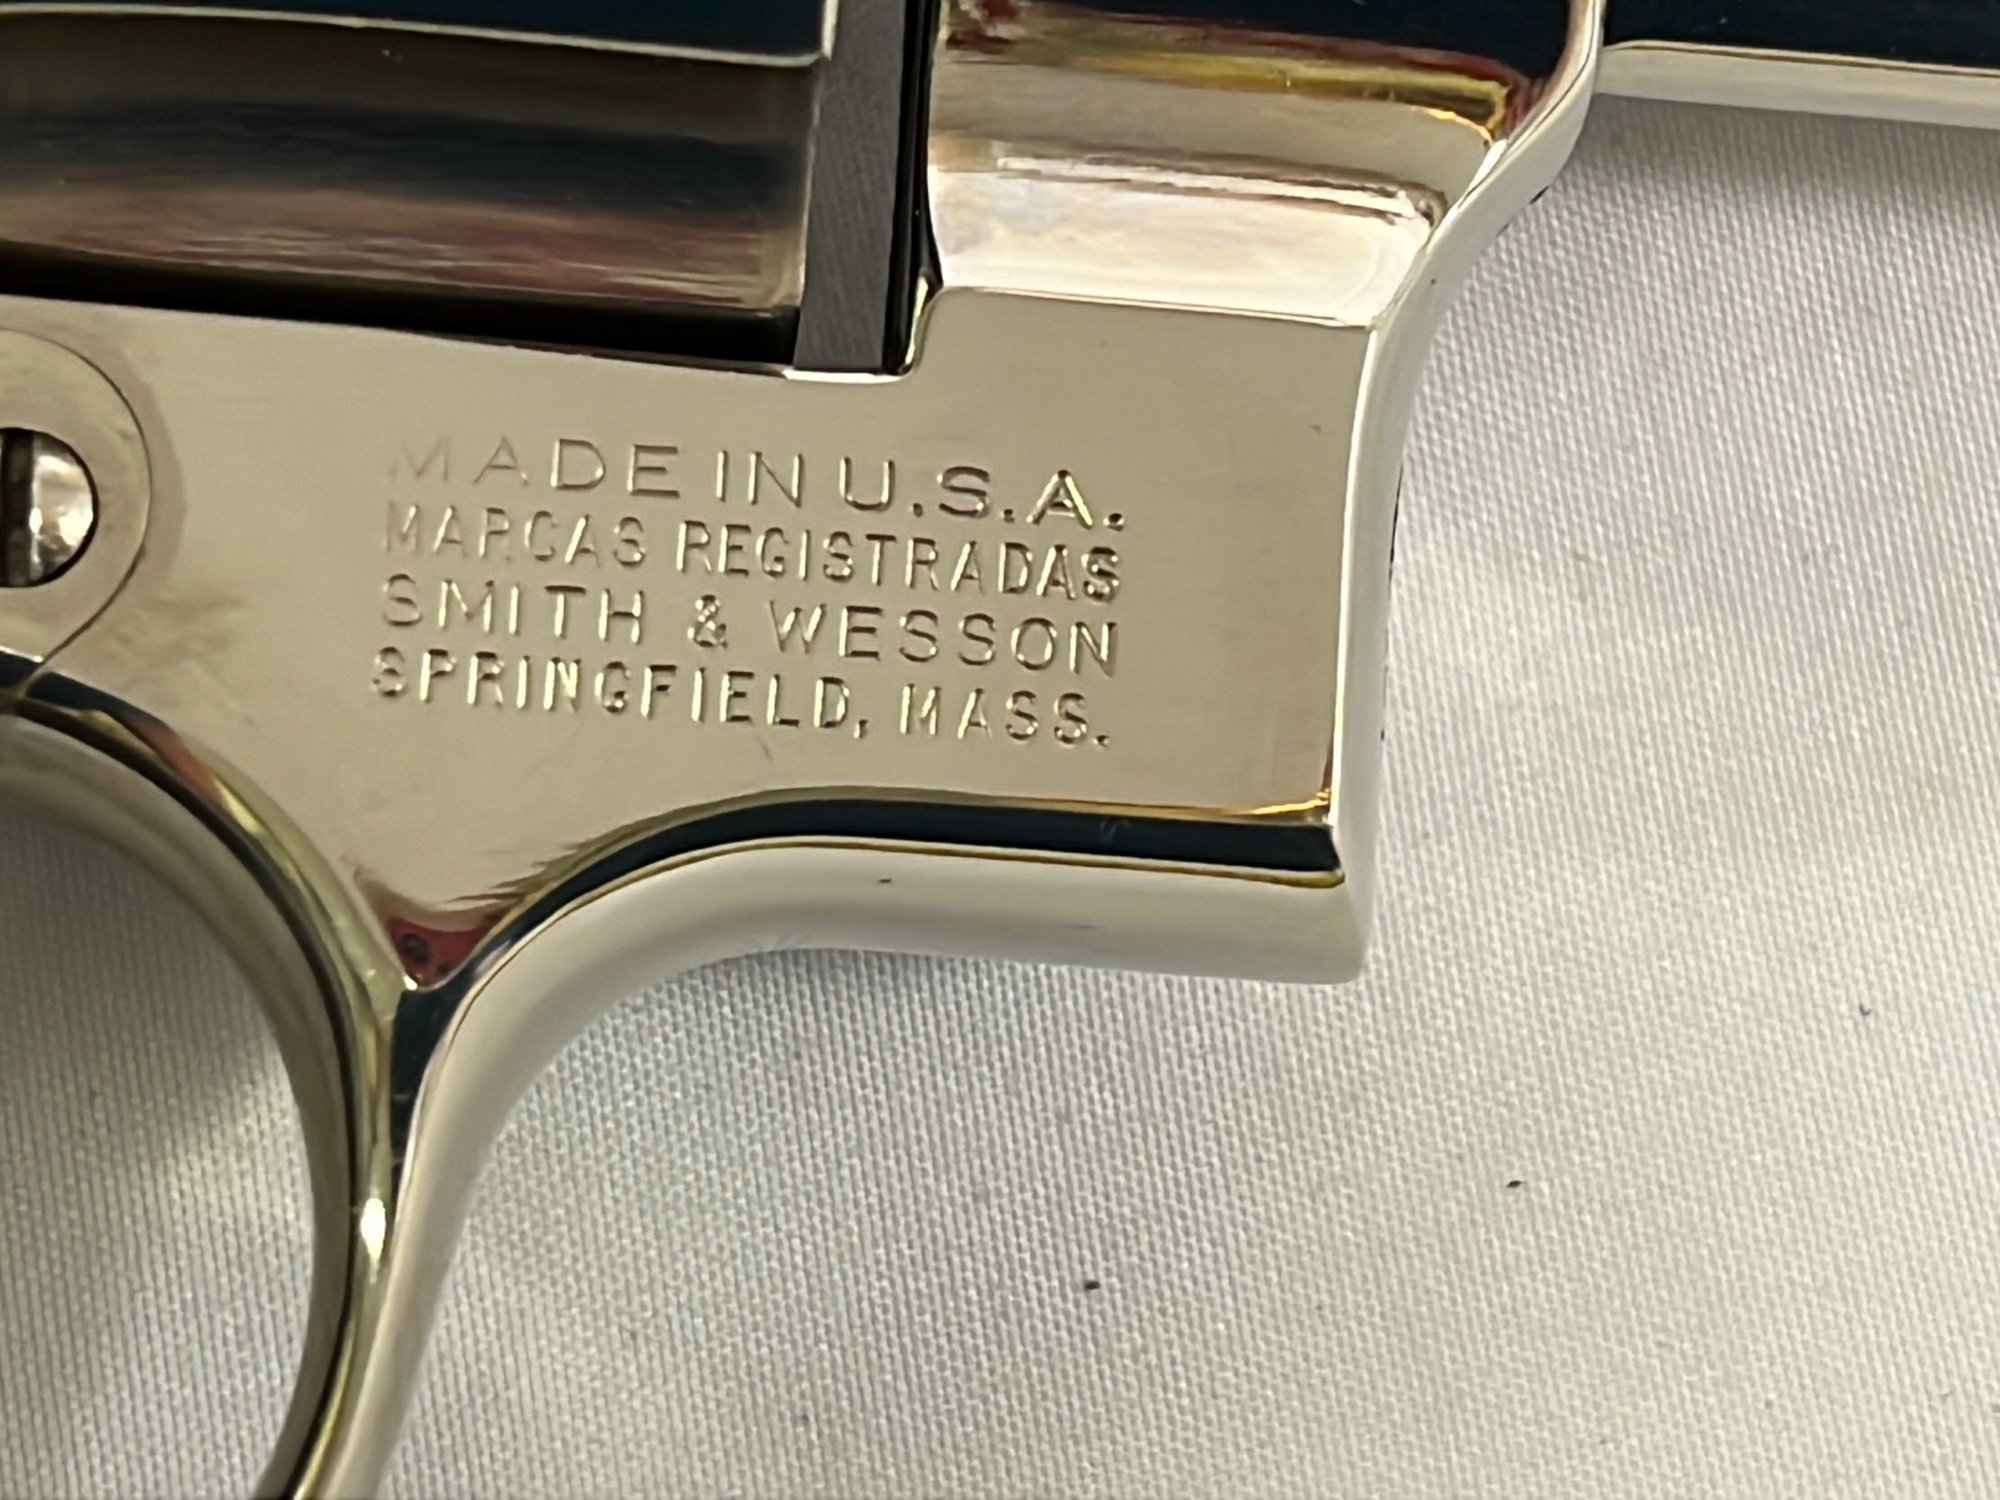 MADE IN U.S.A.
MARCAS REGISTRADAS
SMITH & WESSON
SPRINGFIELD, MASS.